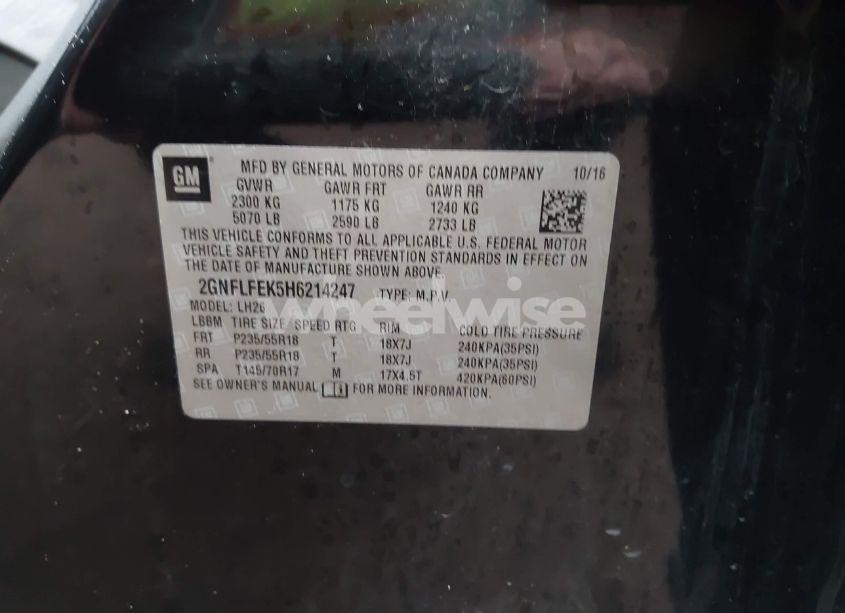 GM MFD BY GENERAL MOTORS OF CANADA COMPANY 10/16
GVWR GAWR FRT GAWR RR
2300 KG 1175 KG 1240 KG
5070 LB 2590 LB 2733 LB
THIS VEHICLE CONFORMS TO ALL APPLICABLE U.S. FEDERAL MOTOR
VEHICLE SAFETY AND THEFT PREVENTION STANDARDS IN EFFECT ON
THE DATE OF MANUFACTURE SHOWN ABOVE.
2GNFLFEK5H6214247 TYPE: M.P.V.
wheelwise
MODEL: LH26
LBBM TIRE SIZE/SPEED RTG RIM COLD TIRE PRESSURE
FRT P235/55R18 T 18X7J 240KPA(35PSI)
RR P235/55R18 T 18X7J 240KPA(35PSI)
SPA T145/70R17 M 17X4.5T 420KPA(60PSI)
SEE OWNER'S MANUAL FOR MORE INFORMATION.